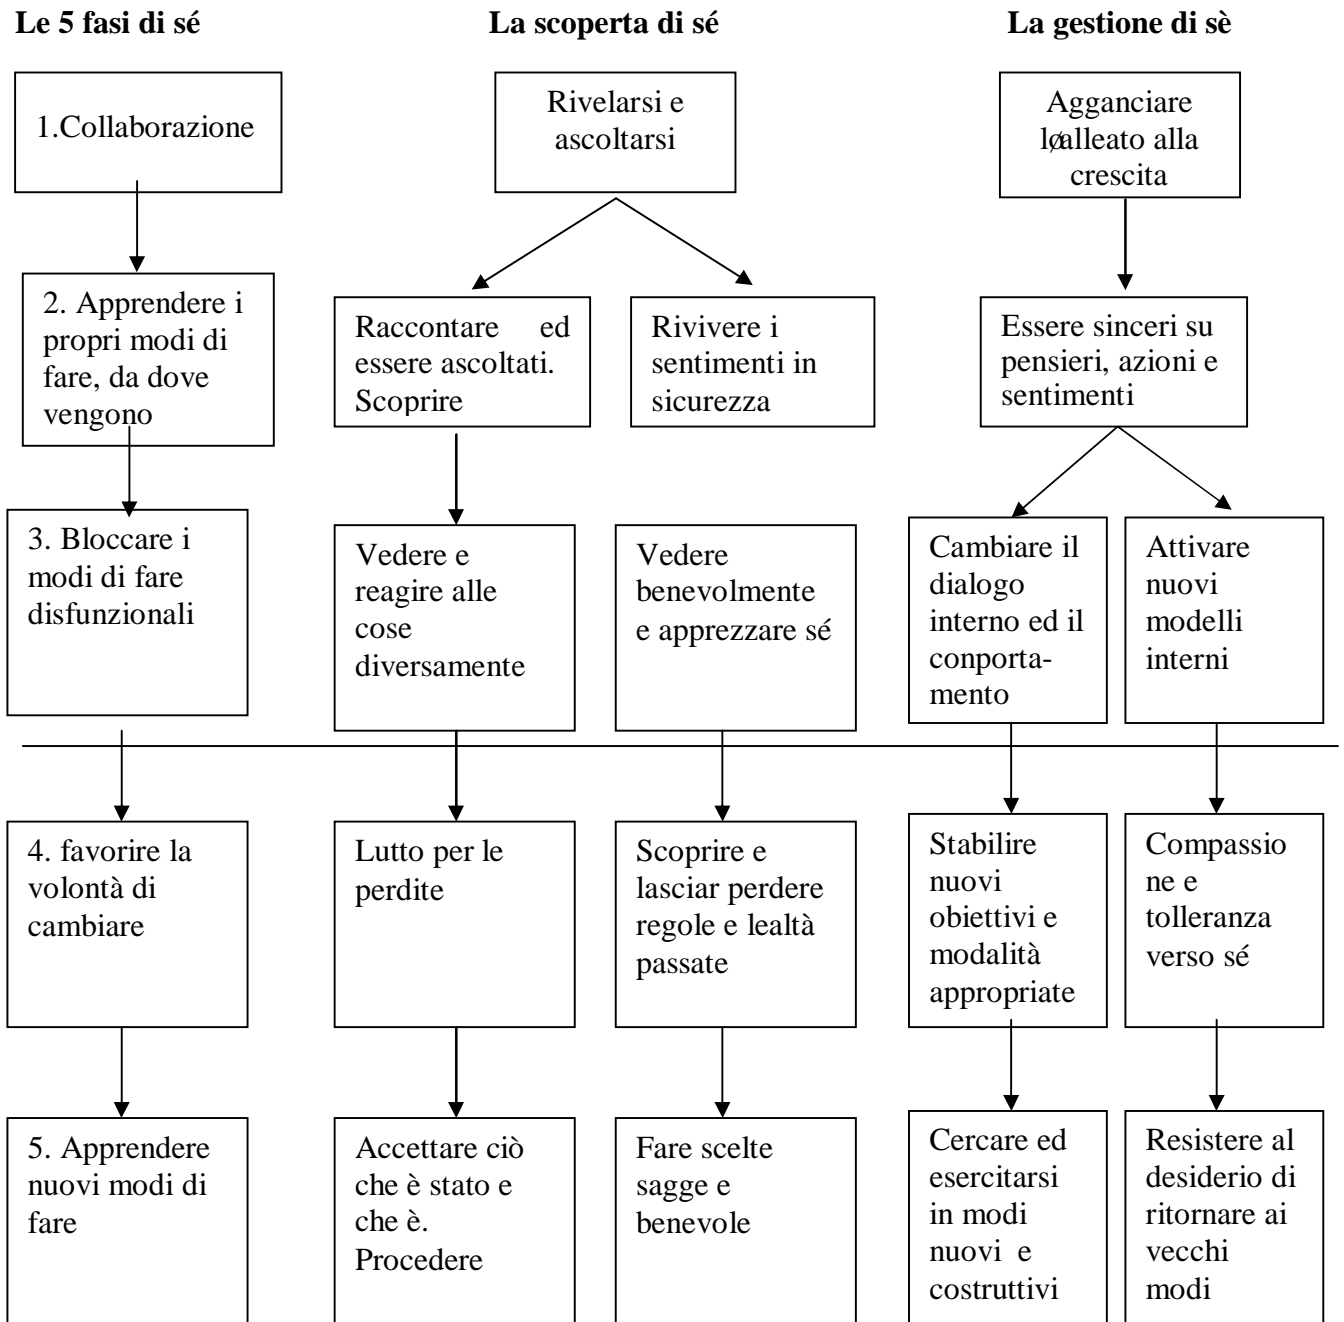 Le 5 fasi di sé
La scoperta di sé
La gestione di sè
1.Collaborazione
Rivelarsi e
ascoltarsi
Agganciare
løalleato alla
crescita
2. Apprendere i
propri modi di
fare, da dove
vengono
Raccontare ed
essere ascoltati.
Scoprire
Rivivere i
sentimenti in
sicurezza
Essere sinceri su
pensieri, azioni e
sentimenti
3. Bloccare i
modi di fare
disfunzionali
Vedere e
reagire alle
cose
diversamente
Vedere
benevolmente
e apprezzare sé
Cambiare il
dialogo
interno ed il
conporta-
mento
Attivare
nuovi
modelli
interni
4. favorire la
volontà di
cambiare
Lutto per le
perdite
Scoprire e
lasciar perdere
regole e lealtà
passate
Stabilire
nuovi
obiettivi e
modalità
appropriate
Compassio
ne e
tolleranza
verso sé
5. Apprendere
nuovi modi di
fare
Accettare ciò
che è stato e
che è.
Procedere
Fare scelte
sagge e
benevole
Cercare ed
esercitarsi
in modi
nuovi e
costruttivi
Resistere al
desiderio di
ritornare ai
vecchi
modi